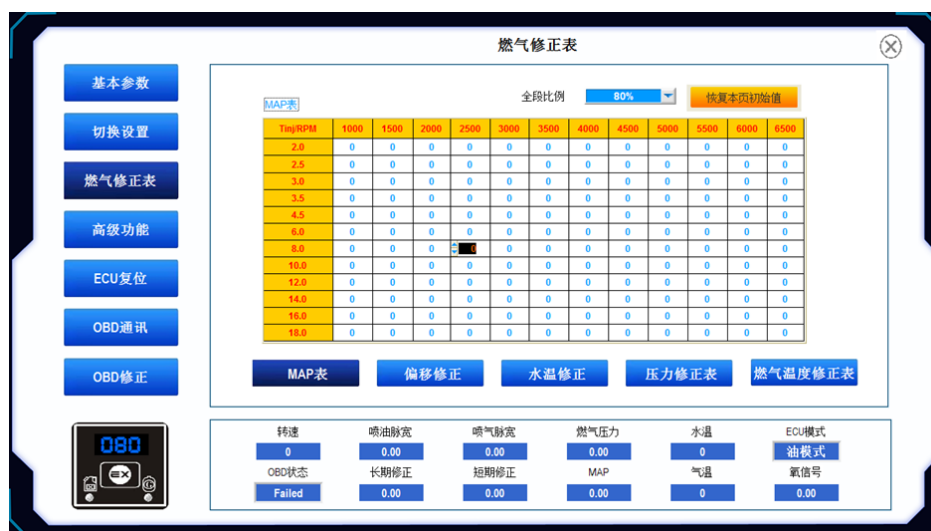 燃气修正表
基本参数
切换设置
燃气修正表
高级功能
ECU复位
OBD通讯
OBD修正
全段比例 80% 恢复本页初始值
MAP表
Tinj/RPM 1000 1500 2000 2500 3000 3500 4000 4500 5000 5500 6000 6500
2.0 0 0 0 0 0 0 0 0 0 0 0 0
2.5 0 0 0 0 0 0 0 0 0 0 0 0
3.0 0 0 0 0 0 0 0 0 0 0 0 0
3.5 0 0 0 0 0 0 0 0 0 0 0 0
4.5 0 0 0 0 0 0 0 0 0 0 0 0
6.0 0 0 0 0 0 0 0 0 0 0 0 0
8.0 0 0 0 0 0 0 0 0 0 0 0 0
10.0 0 0 0 0 0 0 0 0 0 0 0 0
12.0 0 0 0 0 0 0 0 0 0 0 0 0
14.0 0 0 0 0 0 0 0 0 0 0 0 0
16.0 0 0 0 0 0 0 0 0 0 0 0 0
18.0 0 0 0 0 0 0 0 0 0 0 0 0
MAP表 偏移修正 水温修正 压力修正表 燃气温度修正表
转速 喷油脉宽 喷气脉宽 燃气压力 水温 ECU模式
0 0.00 0.00 0.00 0 油模式
OBD状态 长期修正 短期修正 MAP 气温 氧信号
Failed 0.00 0.00 0.00 0 0.00
080
EX
G